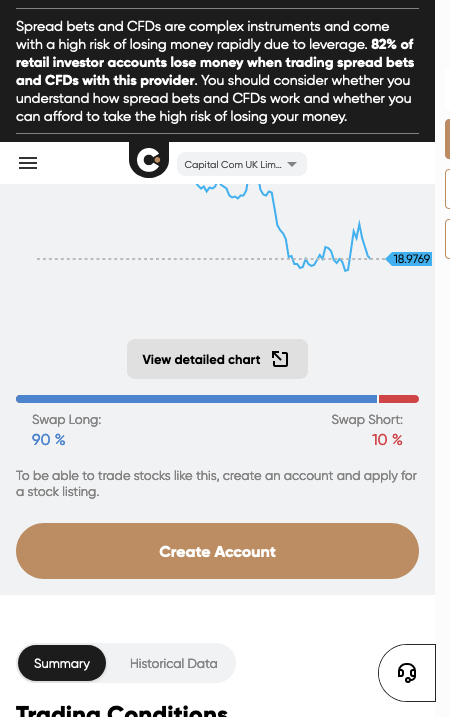 Spread bets and CFDs are complex instruments and come
with a high risk of losing money rapidly due to leverage. 82% of
retail investor accounts lose money when trading spread bets
and CFDs with this provider. You should consider whether you
understand how spread bets and CFDs work and whether you
can afford to take the high risk of losing your money.
Capital Com UK Lim...
18.9769
View detailed chart
Swap Long: Swap Short:
90 % 10 %
To be able to trade stocks like this, create an account and apply for
a stock listing.
Create Account
Summary Historical Data
Trading Conditions